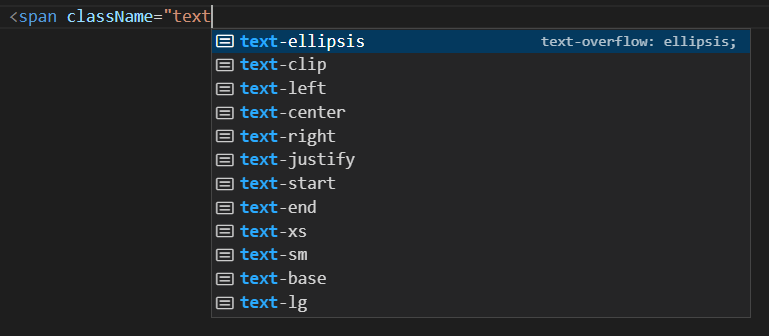 <span className="text
text-ellipsis text-overflow: ellipsis;
text-clip
text-left
text-center
text-right
text-justify
text-start
text-end
text-xs
text-sm
text-base
text-lg